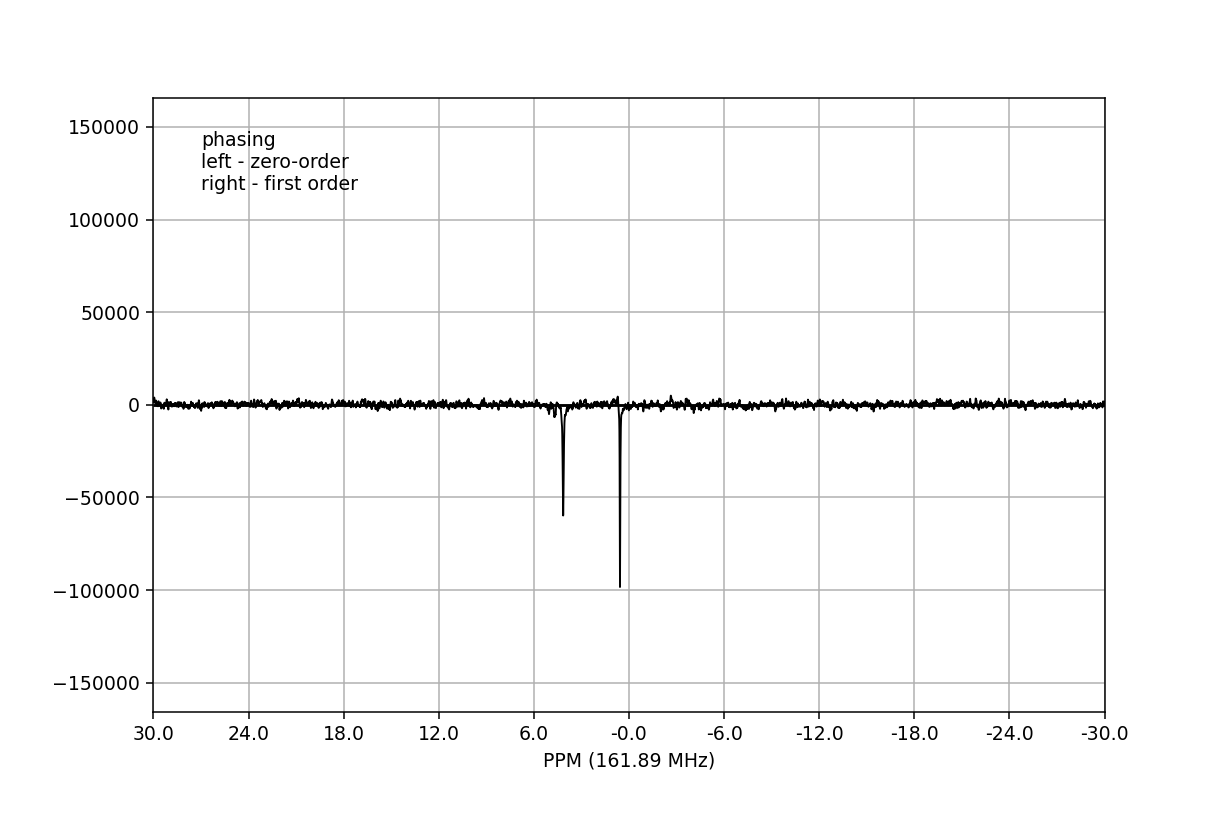 phasing
left - zero-order
right - first order
150000
100000
50000
0
−50000
−100000
−150000
30.0 24.0 18.0 12.0 6.0 -0.0 -6.0 -12.0 -18.0 -24.0 -30.0
PPM (161.89 MHz)